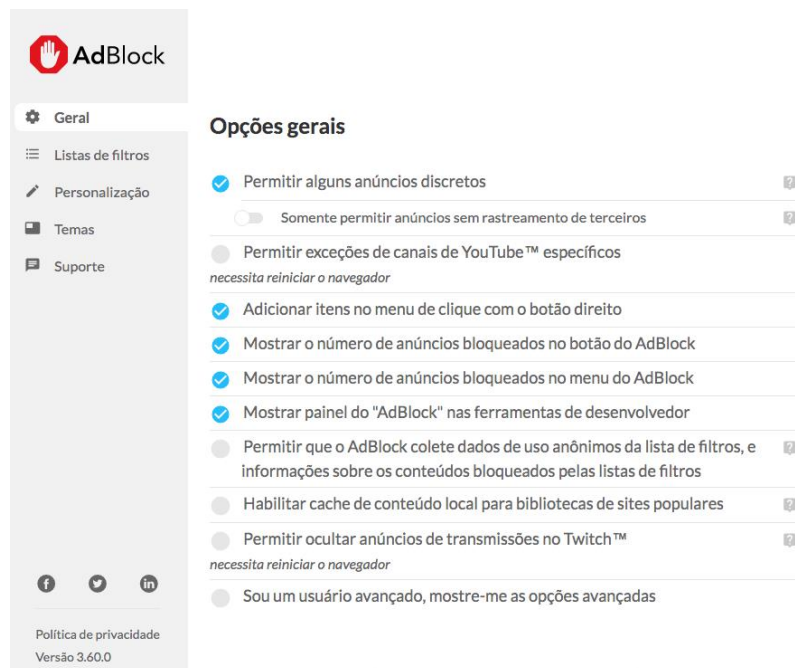 AdBlock
Geral
Listas de filtros
Personalização
Temas
Suporte
Política de privacidade
Versão 3.60.0
Opções gerais
Permitir alguns anúncios discretos
Somente permitir anúncios sem rastreamento de terceiros
Permitir exceções de canais de YouTube™ específicos
necessita reiniciar o navegador
Adicionar itens no menu de clique com o botão direito
Mostrar o número de anúncios bloqueados no botão do AdBlock
Mostrar o número de anúncios bloqueados no menu do AdBlock
Mostrar painel do "AdBlock" nas ferramentas de desenvolvedor
Permitir que o AdBlock colete dados de uso anônimos da lista de filtros, e
informações sobre os conteúdos bloqueados pelas listas de filtros
Habilitar cache de conteúdo local para bibliotecas de sites populares
Permitir ocultar anúncios de transmissões no Twitch™
necessita reiniciar o navegador
Sou um usuário avançado, mostre-me as opções avançadas